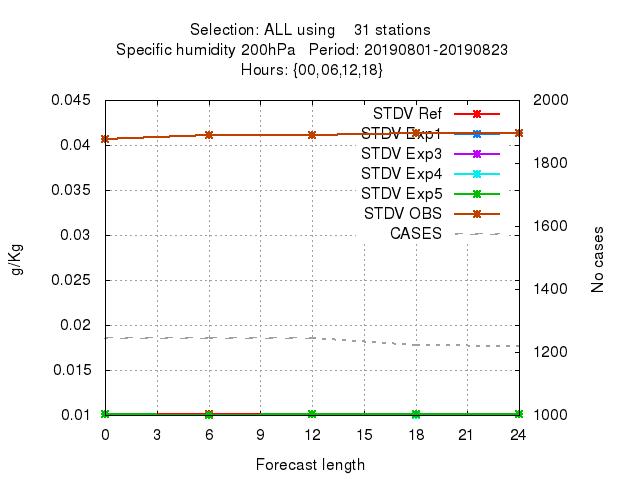 Selection: ALL using    31 stations
Specific humidity 200hPa   Period: 20190801-20190823
Hours: {00,06,12,18}
0.045
0.04
0.035
0.03
0.025
0.02
0.015
0.01
g/Kg
STDV Ref
STDV Exp1
STDV Exp3
STDV Exp4
STDV Exp5
STDV OBS
CASES
2000
1800
1600
1400
1200
1000
No cases
0 3 6 9 12 15 18 21 24
Forecast length